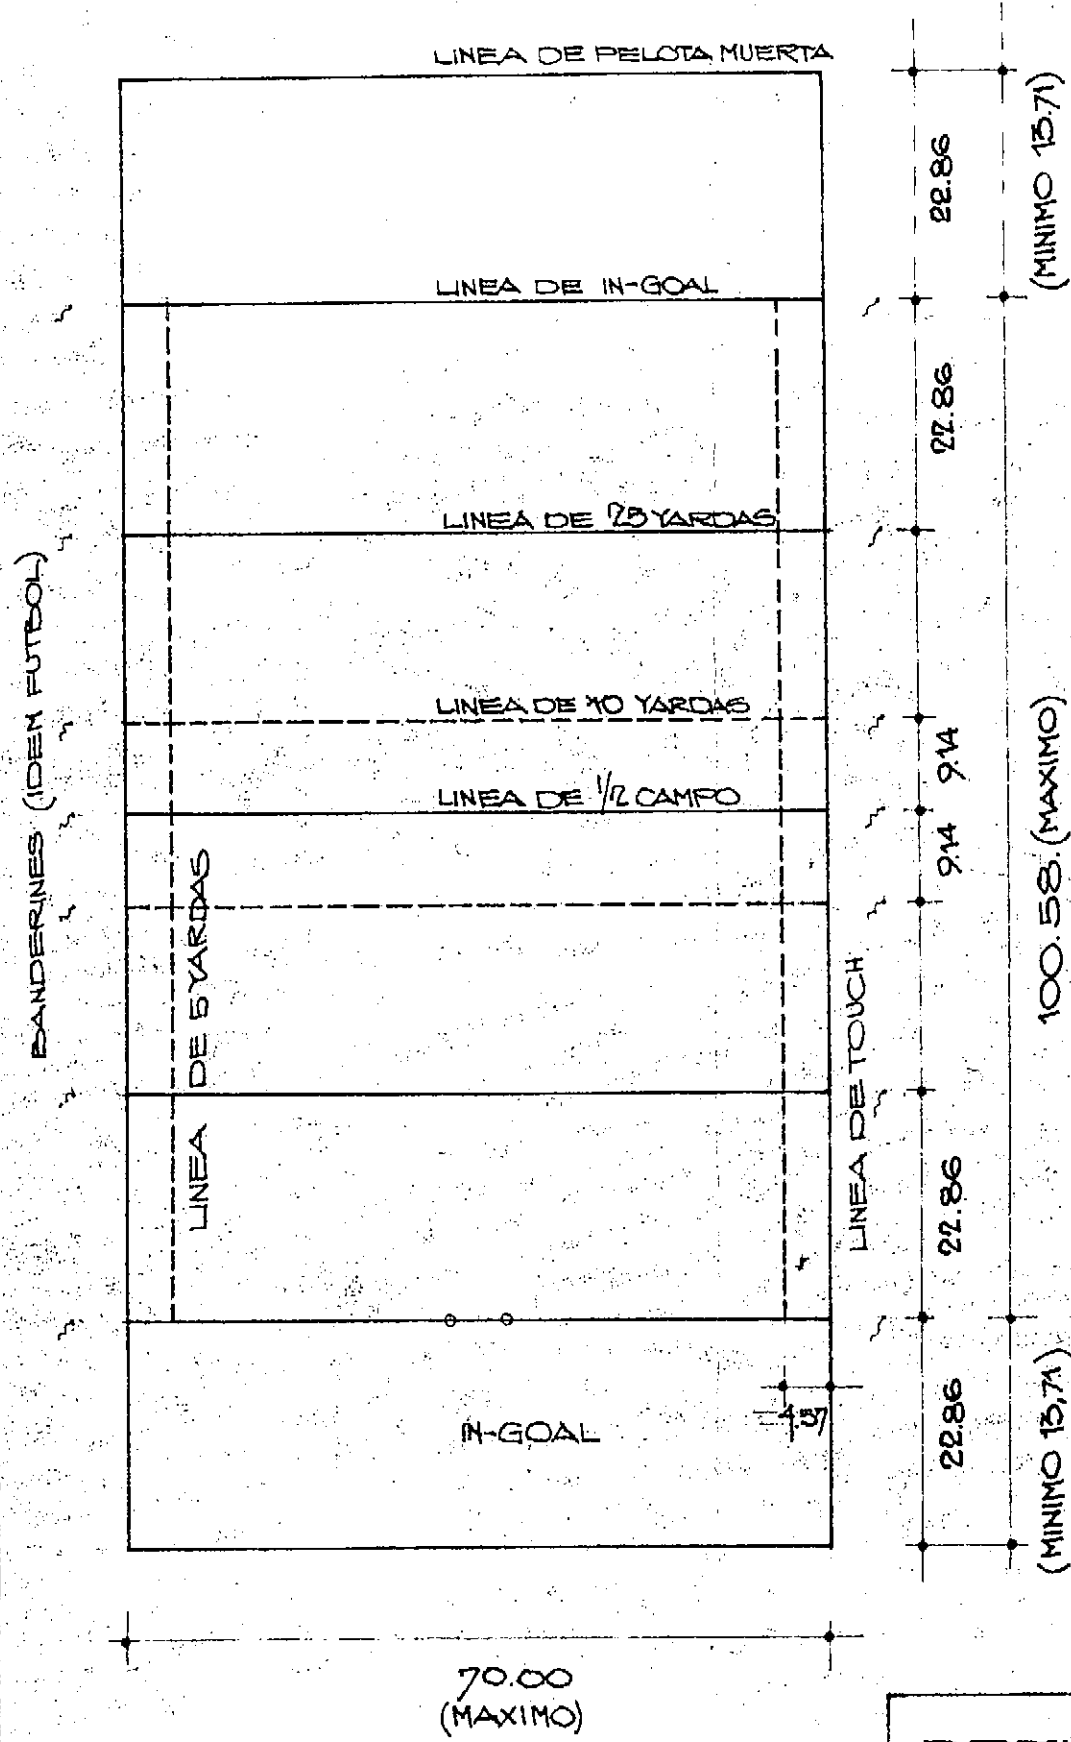 LINEA DE PELOTA MUERTA
22.86
(MINIMO 13.71)
LINEA DE IN-GOAL
22.86
LINEA DE 25 YARDAS
BANDERINES (IDEM FUTBOL)
LINEA DE 10 YARDAS
9.14
LINEA DE 1/2 CAMPO
9.14
100.58.(MAXIMO)
LINEA DE 5 YARDAS
LINEA DE TOUCH
22.86
IN-GOAL
4.57
22.86
(MINIMO 13,71)
70.00
(MAXIMO)